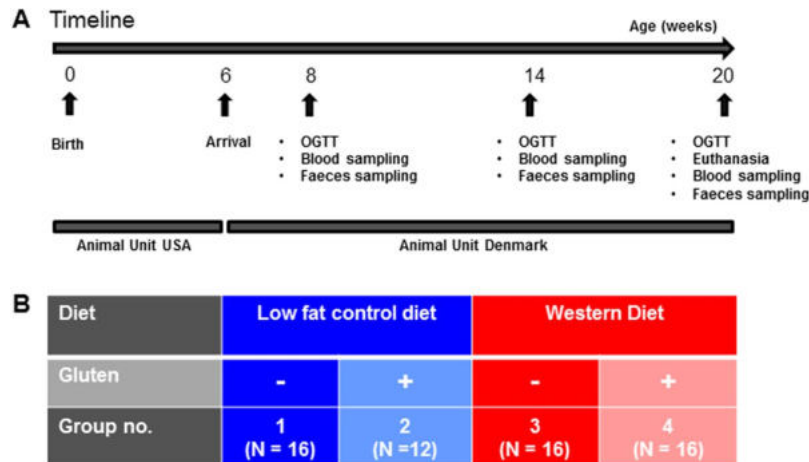 A Timeline
Age (weeks)
0 6 8 14 20
Birth
Arrival
• OGTT
• Blood sampling
• Faeces sampling
• OGTT
• Blood sampling
• Faeces sampling
• OGTT
• Euthanasia
• Blood sampling
• Faeces sampling
Animal Unit USA Animal Unit Denmark
B
Diet Low fat control diet Western Diet
Gluten - + - +
Group no. 1 2 3 4
(N = 16) (N =12) (N = 16) (N = 16)